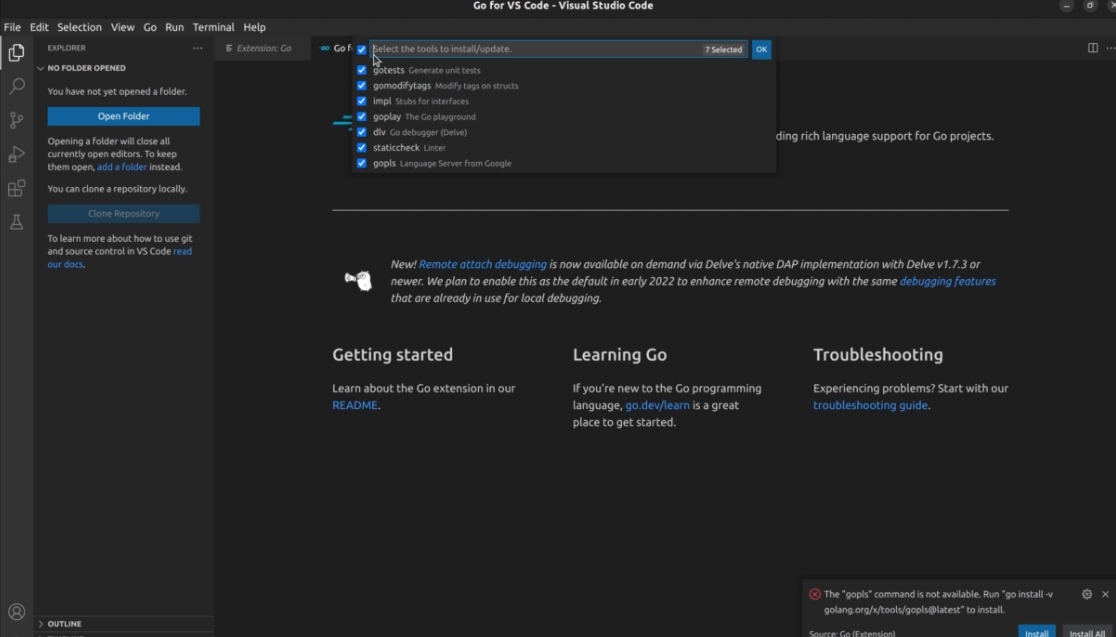 Go for VS Code - Visual Studio Code
File Edit Selection View Go Run Terminal Help
EXPLORER
Extension: Go
Go f
Select the tools to install/update.
7 Selected
OK
NO FOLDER OPENED
You have not yet opened a folder.
Open Folder
Opening a folder will close all
currently open editors. To keep
them open, add a folder instead.
You can clone a repository locally.
Clone Repository
To learn more about how to use git
and source control in VS Code read
our docs.
gotests Generate unit tests
gomodifytags Modify tags on structs
impl Stubs for interfaces
goplay The Go playground
dlv Go debugger (Delve)
staticcheck Linter
gopls Language Server from Google
ding rich language support for Go projects.
New! Remote attach debugging is now available on demand via Delve's native DAP implementation with Delve v1.7.3 or
newer. We plan to enable this as the default in early 2022 to enhance remote debugging with the same debugging features
that are already in use for local debugging.
Getting started
Learn about the Go extension in our
README.
Learning Go
If you're new to the Go programming
language, go.dev/learn is a great
place to get started.
Troubleshooting
Experiencing problems? Start with our
troubleshooting guide.
OUTLINE
The "gopls" command is not available. Run "go install -v
golang.org/x/tools/gopls@latest" to install.
Source: Go (Extension)
Install
Install All